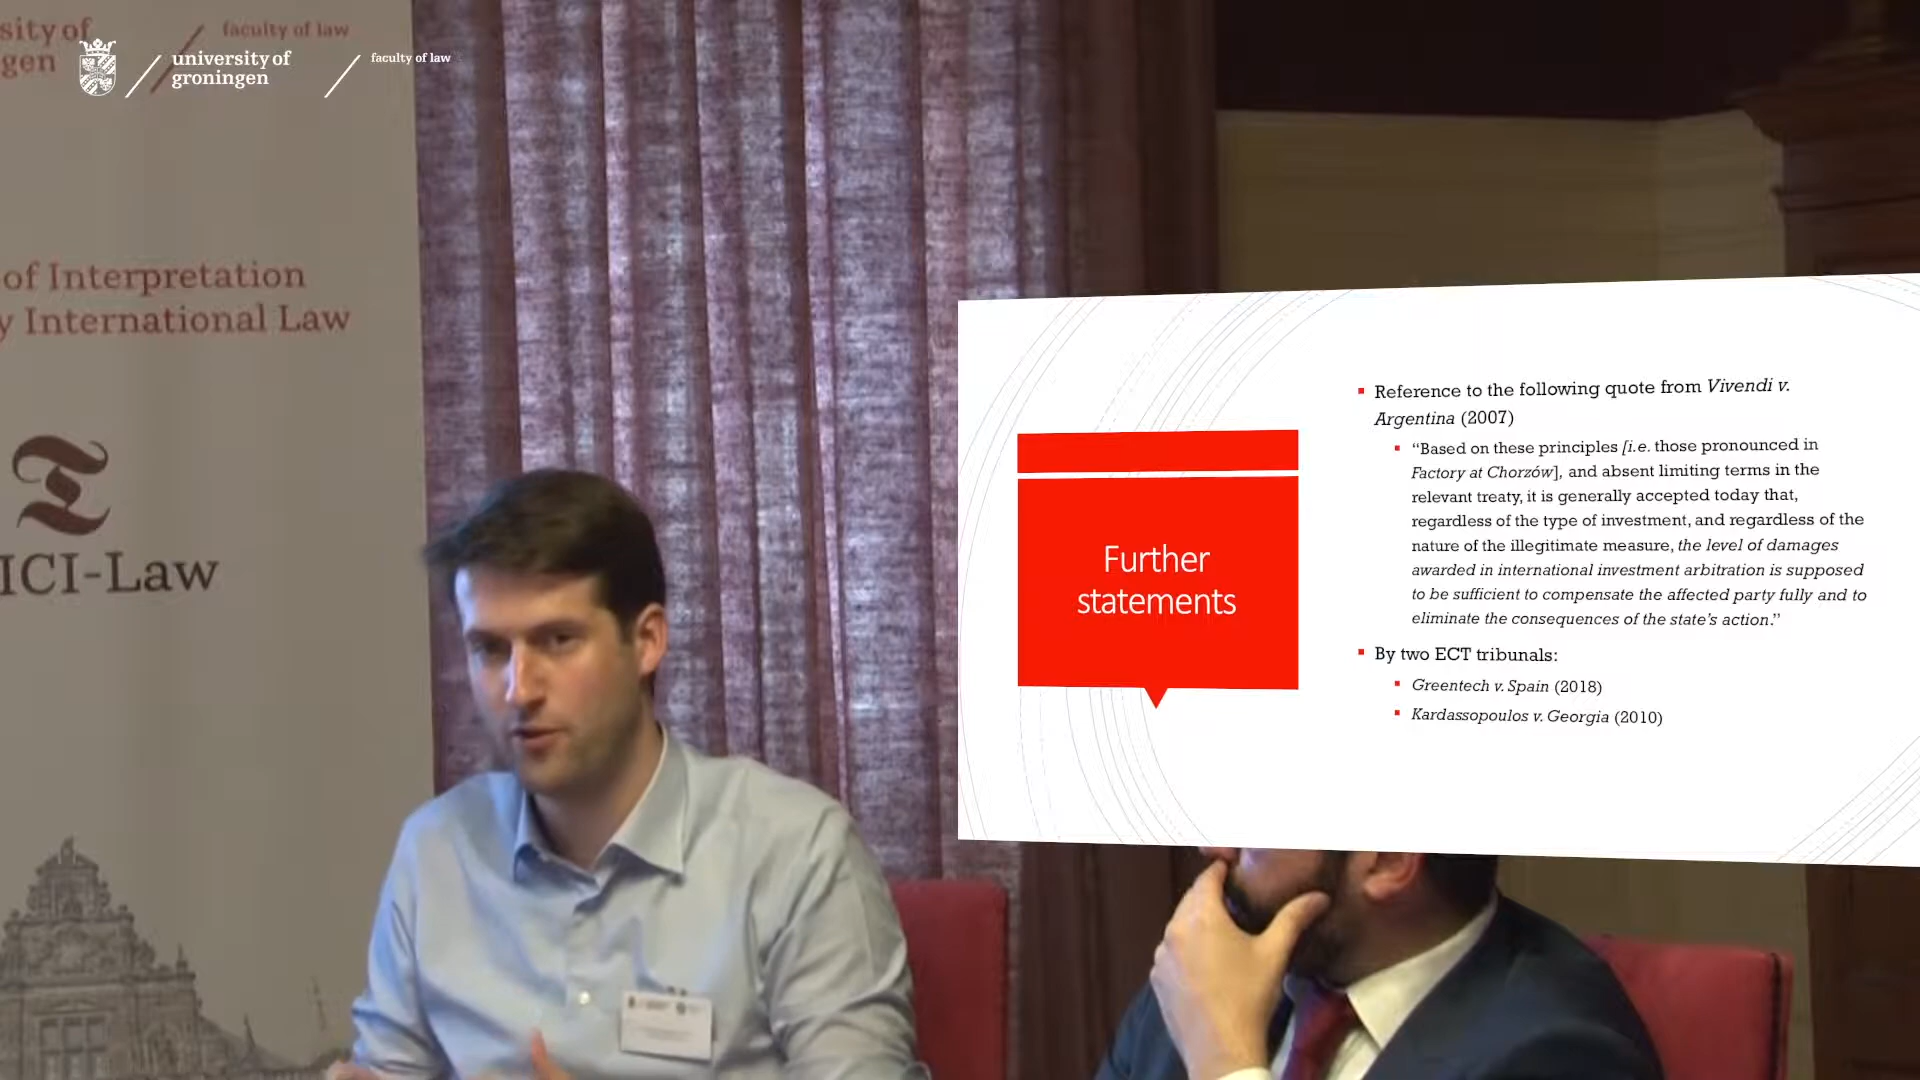 sity of
gen
faculty of law
university of
groningen
faculty of law
of Interpretation
y International Law
ICI-Law
Further
statements
Reference to the following quote from Vivendi v.
Argentina (2007)
“Based on these principles [i.e. those pronounced in
Factory at Chorzów], and absent limiting terms in the
relevant treaty, it is generally accepted today that,
regardless of the type of investment, and regardless of the
nature of the illegitimate measure, the level of damages
awarded in international investment arbitration is supposed
to be sufficient to compensate the affected party fully and to
eliminate the consequences of the state’s action.”
By two ECT tribunals:
Greentech v. Spain (2018)
Kardassopoulos v. Georgia (2010)